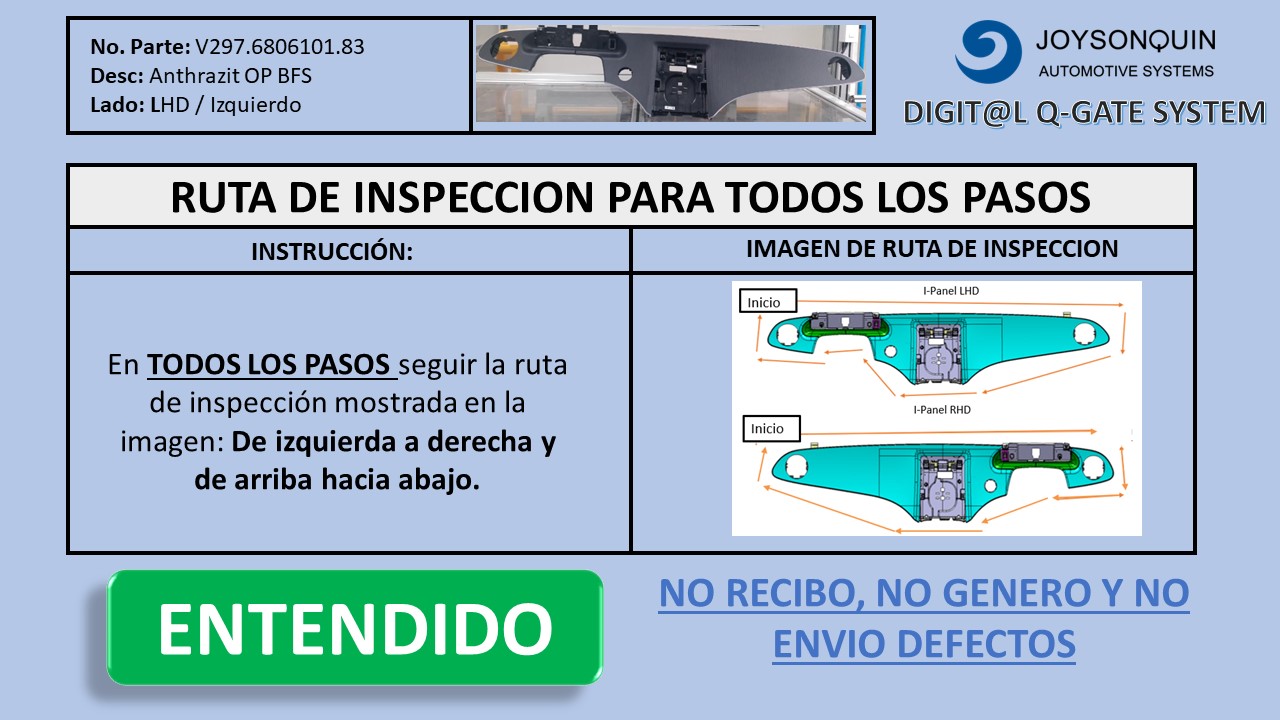 No. Parte: V297.6806101.83
Desc: Anthrazit OP BFS
Lado: LHD / Izquierdo
JOYSONQUIN
AUTOMOTIVE SYSTEMS
DIGIT@L Q-GATE SYSTEM
RUTA DE INSPECCION PARA TODOS LOS PASOS
INSTRUCCIÓN:
IMAGEN DE RUTA DE INSPECCION
En TODOS LOS PASOS seguir la ruta
de inspección mostrada en la
imagen: De izquierda a derecha y
de arriba hacia abajo.
I-Panel LHD
Inicio
I-Panel RHD
Inicio
ENTENDIDO
NO RECIBO, NO GENERO Y NO
ENVIO DEFECTOS